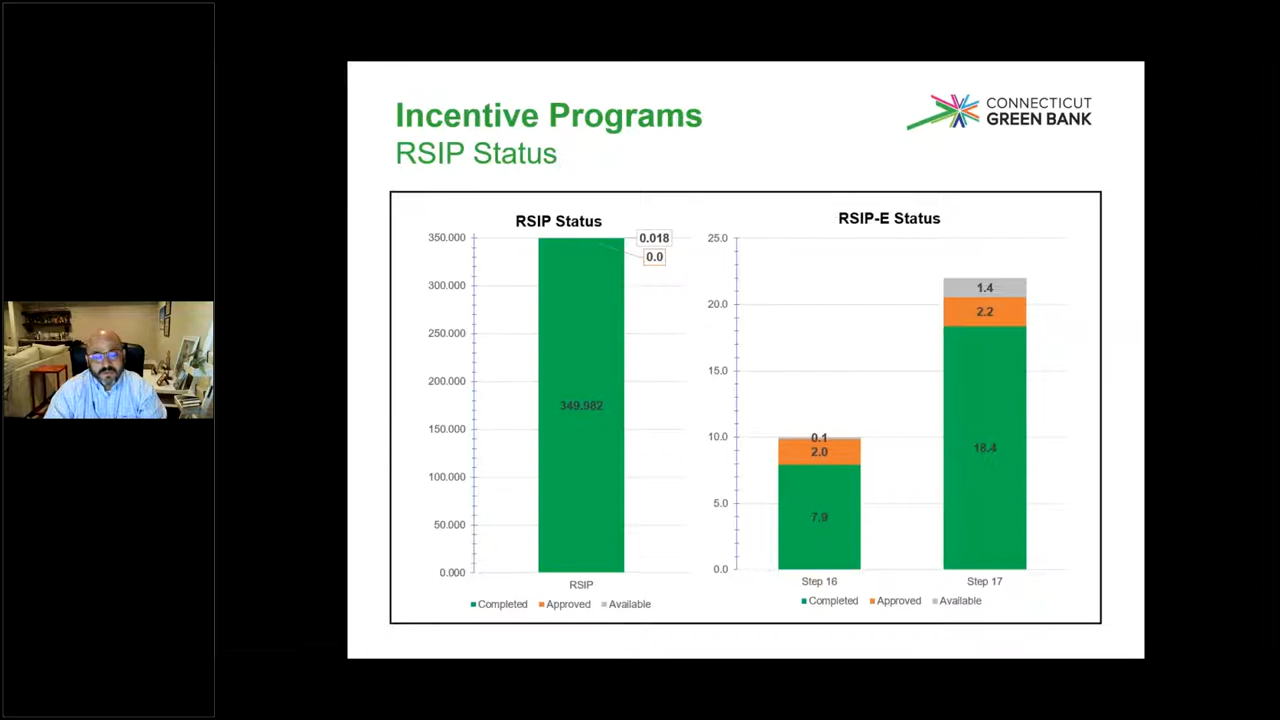 Incentive Programs
RSIP Status
CONNECTICUT
GREEN BANK
RSIP Status
350.000
300.000
250.000
200.000
150.000
100.000
50.000
0.000
0.018
0.0
349.982
RSIP
Completed Approved Available
RSIP-E Status
25.0
20.0
15.0
10.0
5.0
0.0
0.1
2.0
7.9
1.4
2.2
18.4
Step 16 Step 17
Completed Approved Available